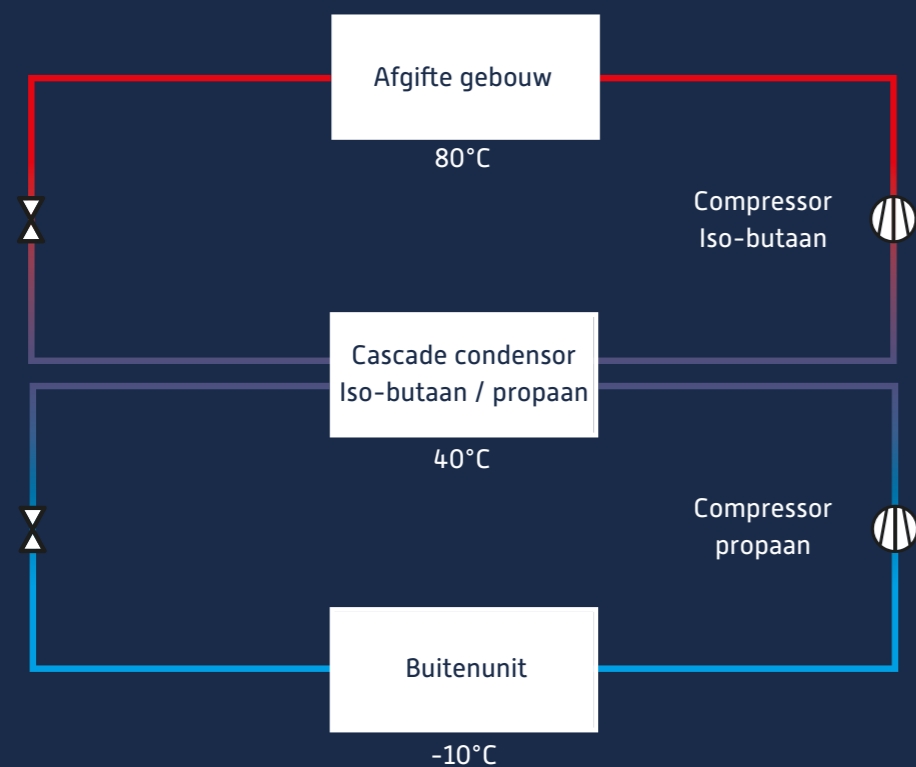 Afgifte gebouw
80°C
Compressor
Iso-butaan
Cascade condensor
Iso-butaan / propaan
40°C
Compressor
propaan
Buitenunit
-10°C